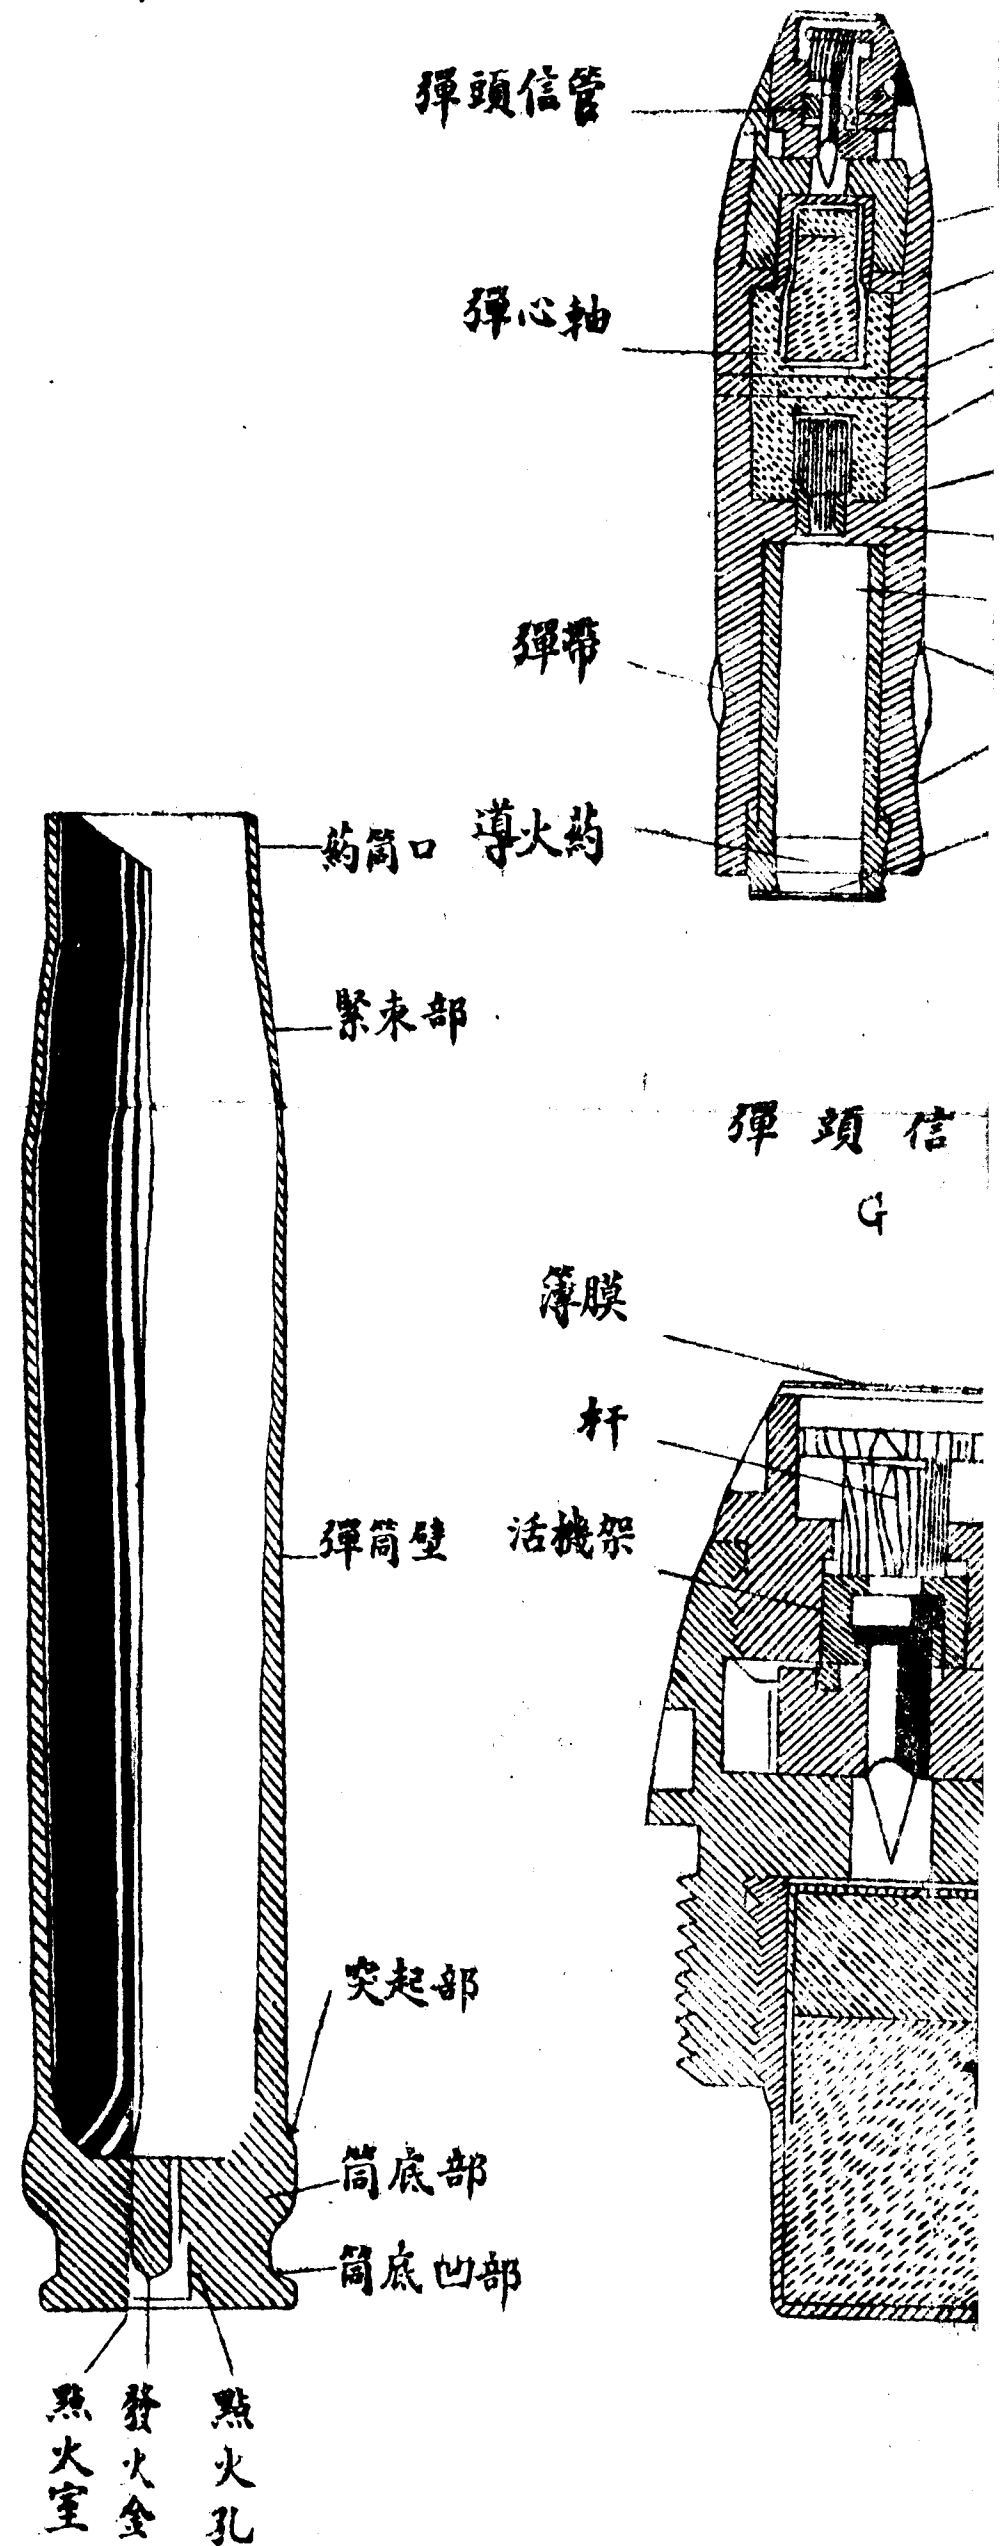 彈頭信管
彈心軸
彈帶
導火葯
葯筒口
緊束部
彈筒壁
突起部
筒底部
筒底凹部
點火室
發火金
點火孔
彈頭信
G
薄膜
杆
活機架